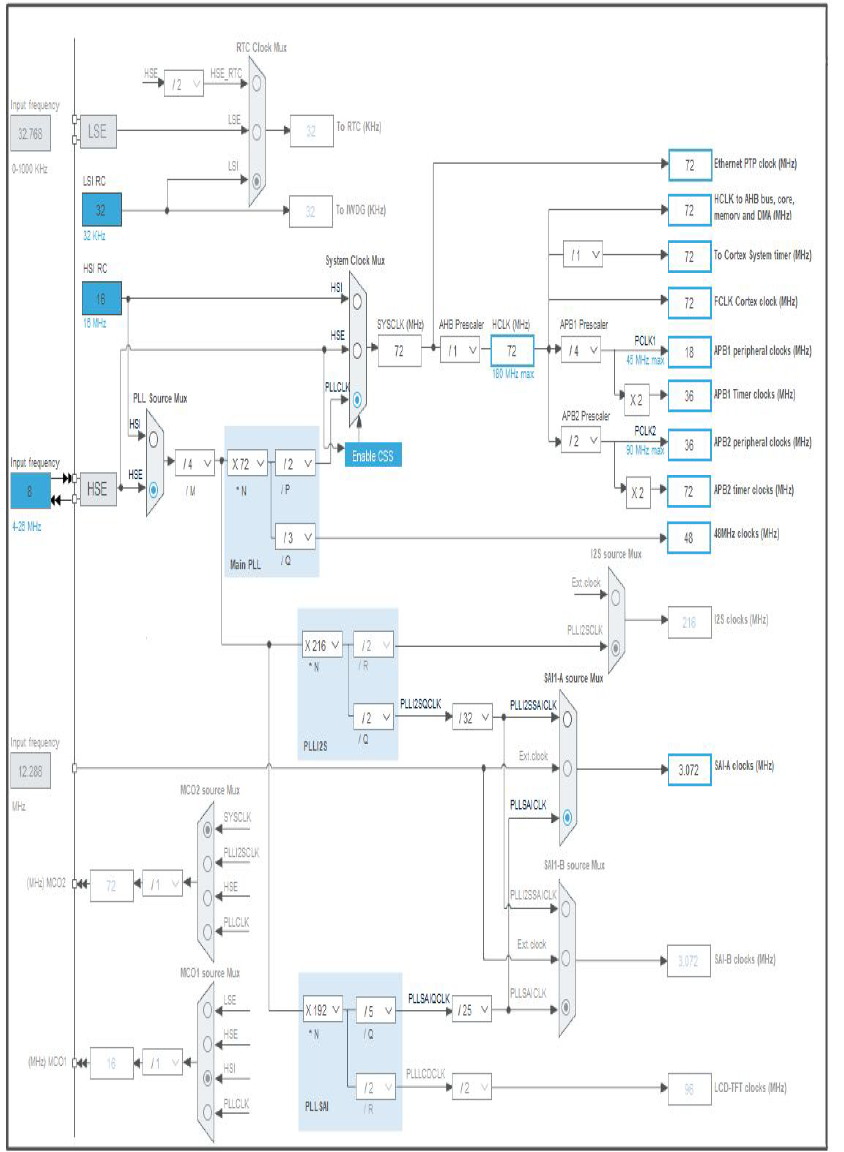 RTC Clock Mux
HSE
/ 2
HSE_RTC
Input frequency
32.768
LSE
LSE
32
To RTC (KHz)
0-1000 KHz
LSI RC
LSI
32
32 KHz
32
To IWDG (KHz)
72
Ethernet PTP clock (MHz)
72
HCLK to AHB bus, core,
memory and DMA (MHz)
HSI RC
16
16 MHz
System Clock Mux
HSI
/ 1
72
To Cortex System timer (MHz)
72
FCLK Cortex clock (MHz)
HSE
SYSCLK (MHz)
72
AHB Prescaler
/ 1
HCLK (MHz)
72
180 MHz max
APB1 Prescaler
/ 4
PCLK1
45 MHz max
18
APB1 peripheral clocks (MHz)
PLLCLK
X 2
36
APB1 Timer clocks (MHz)
PLL Source Mux
HSI
APB2 Prescaler
/ 2
PCLK2
90 MHz max
36
APB2 peripheral clocks (MHz)
Enable CSS
Input frequency
8
4-26 MHz
HSE
HSE
/ 4
/ M
X 72
* N
/ 2
/ P
X 2
72
APB2 timer clocks (MHz)
/ 3
/ Q
Main PLL
48
48MHz clocks (MHz)
I2S source Mux
Ext.clock
PLLI2SCLK
216
I2S clocks (MHz)
X 216
* N
/ 2
/ R
SAI1-A source Mux
/ 2
/ Q
PLLI2S
PLLI2SQCLK
/ 32
PLLI2SSAICLK
Ext.clock
PLLSAICLK
3.072
SAI-A clocks (MHz)
Input frequency
12.288
MHz
MCO2 source Mux
SYSCLK
PLLI2SCLK
HSE
PLLCLK
(MHz) MCO2
72
/ 1
SAI1-B source Mux
PLLI2SSAICLK
Ext.clock
PLLSAICLK
3.072
SAI-B clocks (MHz)
MCO1 source Mux
LSE
HSE
HSI
PLLCLK
(MHz) MCO1
16
/ 1
X 192
* N
/ 5
/ Q
PLLSAIQCLK
/ 25
/ 2
/ R
PLLSAI
PLLLCDCLK
/ 2
96
LCD-TFT clocks (MHz)